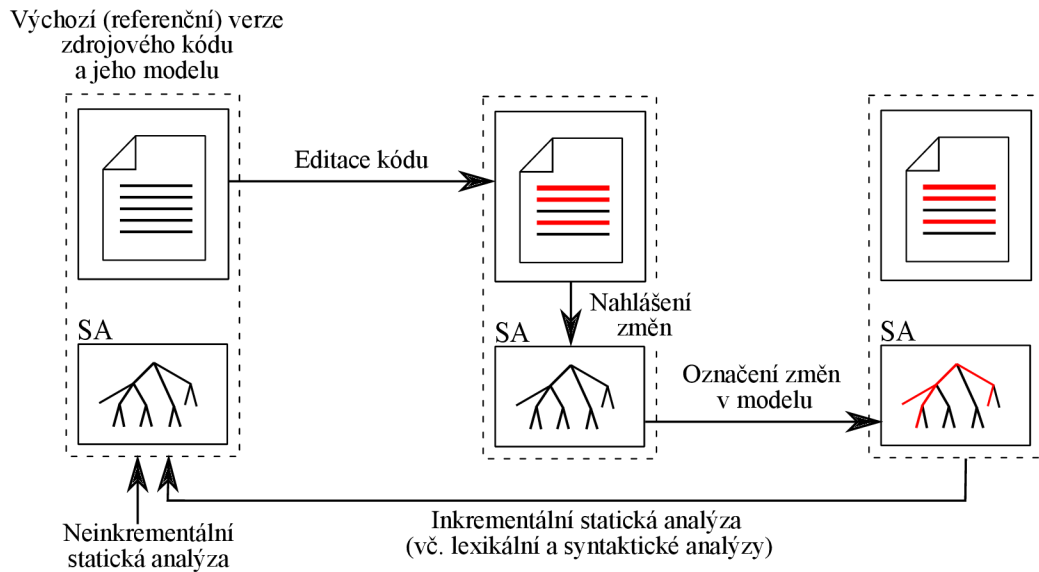 Výchozí (referenční) verze
zdrojového kódu
a jeho modelu
Editace kódu
Nahlášení
změn
SA
SA
SA
Označení změn
v modelu
Neinkrementální
statická analýza
Inkrementální statická analýza
(vč. lexikální a syntaktické analýzy)